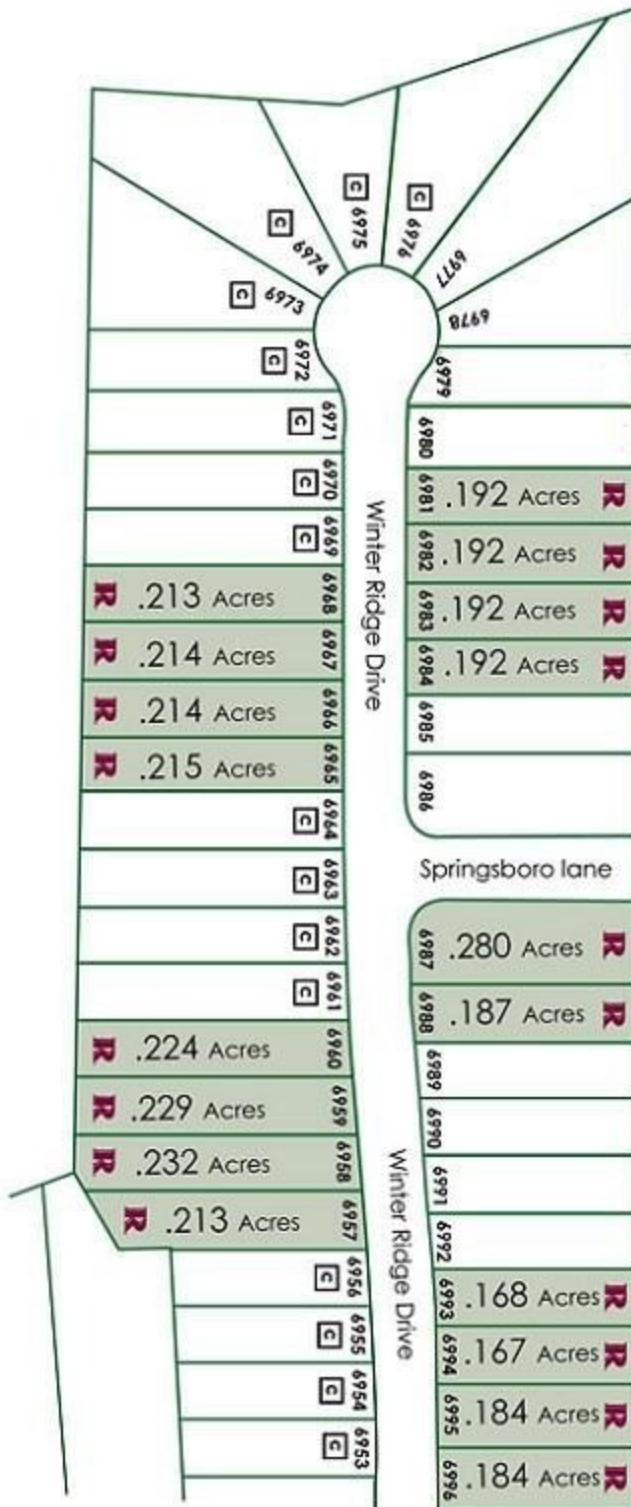 C 6975
C 6976
C 6974
6977
C 6973
6978
C 6972
6979
C 6971
6980
C 6970
6981 .192 Acres R
C 6969
6982 .192 Acres R
Winter Ridge Drive
R .213 Acres 6968
6983 .192 Acres R
R .214 Acres 6967
6984 .192 Acres R
R .214 Acres 6966
6985
R .215 Acres 6965
6986
C 6964
Springsboro lane
C 6963
C 6962
6987 .280 Acres R
C 6961
6988 .187 Acres R
R .224 Acres 6960
6989
R .229 Acres 6959
6990
R .232 Acres 6958
6991
Winter Ridge Drive
R .213 Acres 6957
6992
C 6956
6993 .168 Acres R
C 6955
6994 .167 Acres R
C 6954
6995 .184 Acres R
C 6953
6996 .184 Acres R